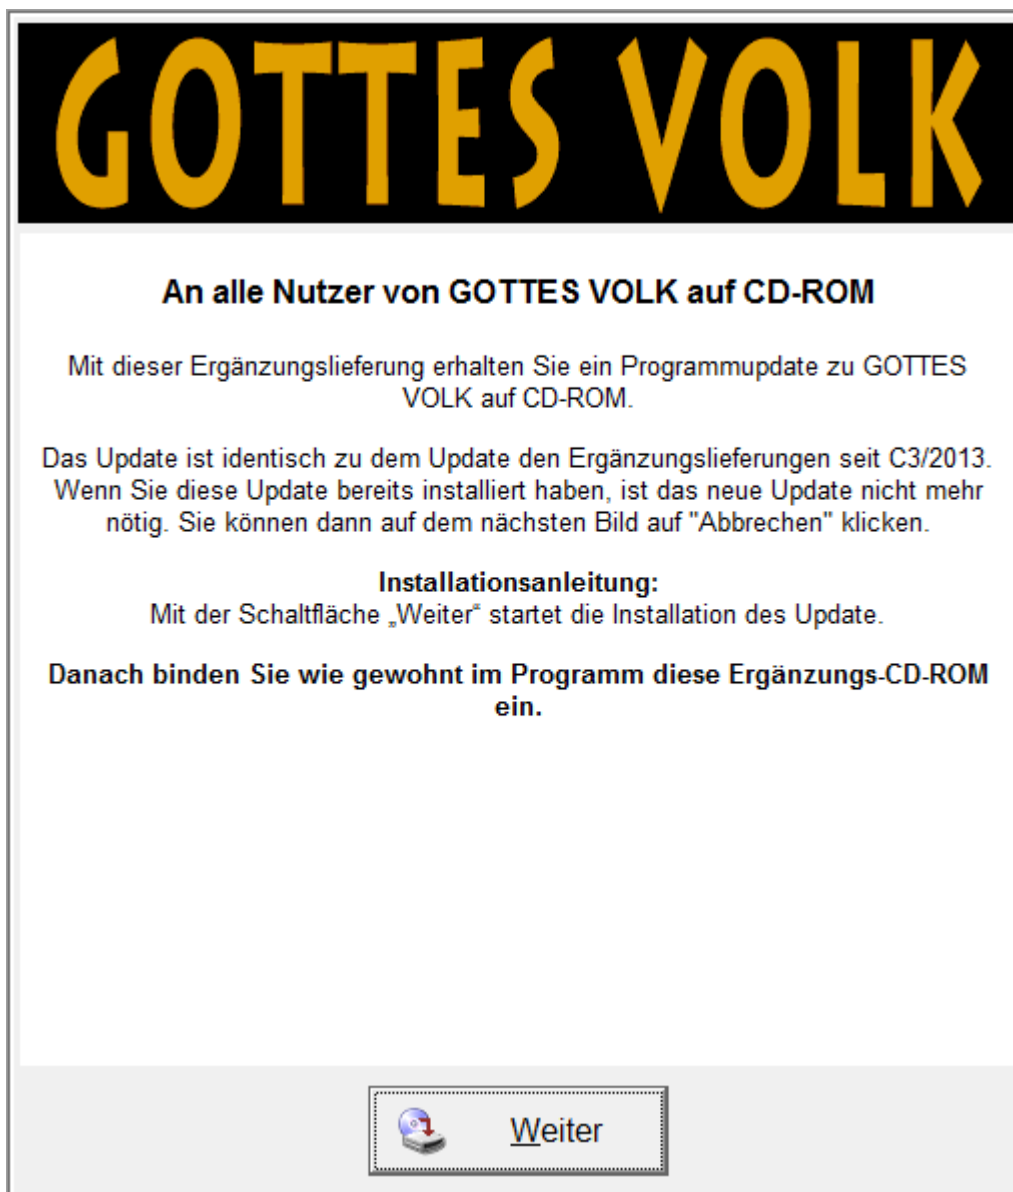 GOTTES VOLK
An alle Nutzer von GOTTES VOLK auf CD-ROM
Mit dieser Ergänzungslieferung erhalten Sie ein Programmupdate zu GOTTES
VOLK auf CD-ROM.
Das Update ist identisch zu dem Update den Ergänzungslieferungen seit C3/2013.
Wenn Sie diese Update bereits installiert haben, ist das neue Update nicht mehr
nötig. Sie können dann auf dem nächsten Bild auf "Abbrechen" klicken.
Installationsanleitung:
Mit der Schaltfläche „Weiter“ startet die Installation des Update.
Danach binden Sie wie gewohnt im Programm diese Ergänzungs-CD-ROM
ein.
Weiter